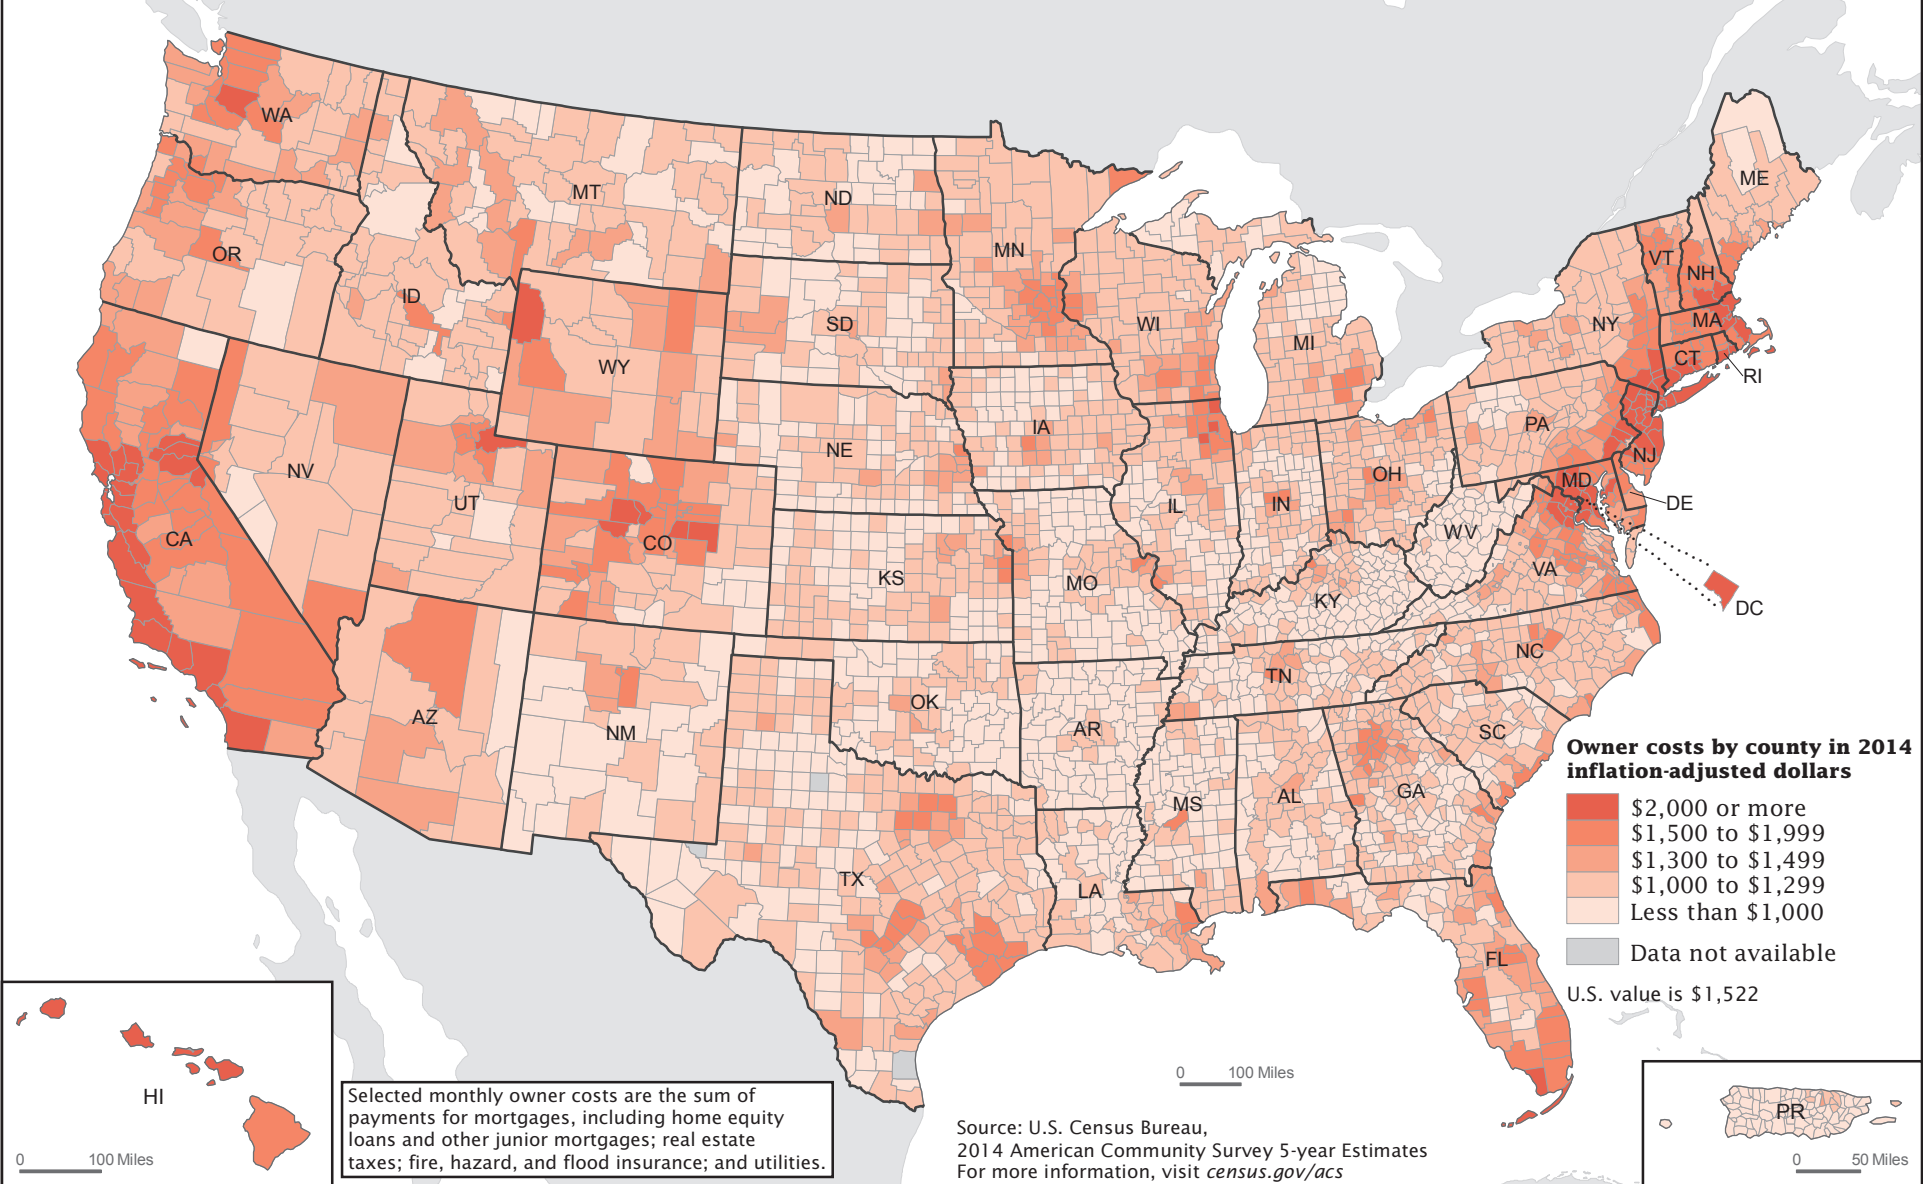 WA
MT
ND
MN
ME
OR
ID
SD
WI
MI
VT
NH
NY
MA
WY
CT
RI
IA
PA
NE
NV
UT
OH
NJ
IL
IN
MD
DE
CA
CO
WV
KS
MO
VA
KY
DC
NC
TN
OK
AZ
NM
AR
SC
MS
AL
GA
TX
LA
FL
Owner costs by county in 2014
inflation-adjusted dollars
$2,000 or more
$1,500 to $1,999
$1,300 to $1,499
$1,000 to $1,299
Less than $1,000
Data not available
U.S. value is $1,522
HI
0 100 Miles
Selected monthly owner costs are the sum of
payments for mortgages, including home equity
loans and other junior mortgages; real estate
taxes; fire, hazard, and flood insurance; and utilities.
0 100 Miles
Source: U.S. Census Bureau,
2014 American Community Survey 5-year Estimates
For more information, visit census.gov/acs
PR
0 50 Miles